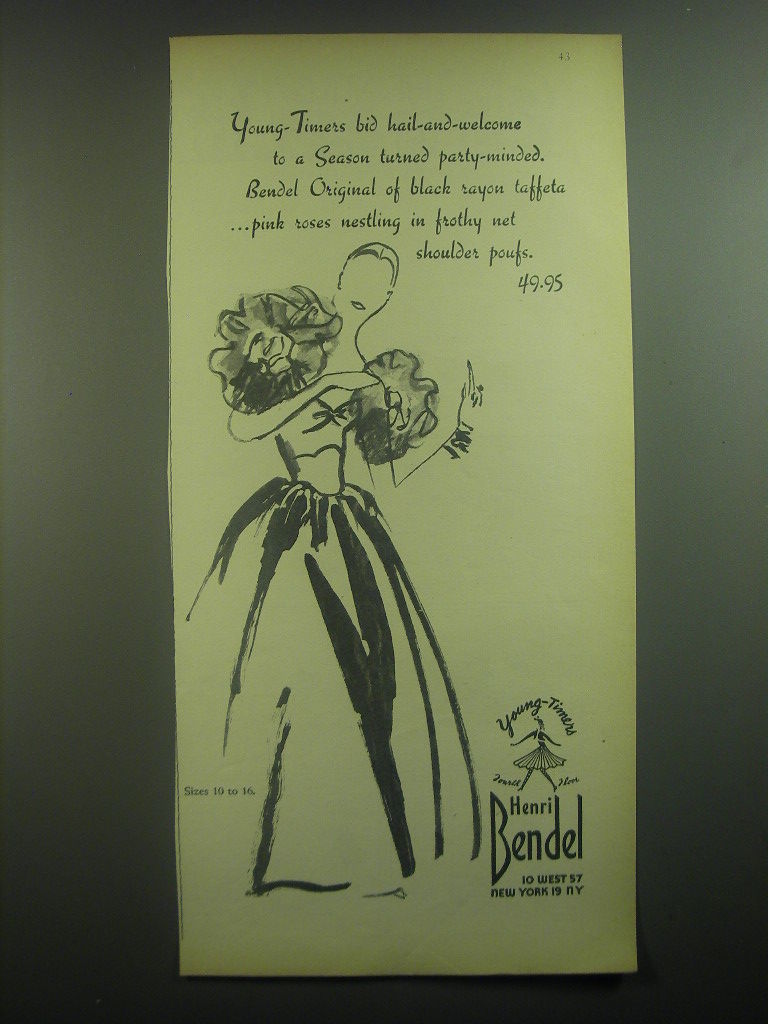 43
Young-Timers bid hail-and-welcome
to a Season turned party-minded.
Bendel Original of black rayon taffeta
...pink roses nestling in frothy net
shoulder poufs.
49.95
Sizes 10 to 16.
Young-Timers
Fourth Floor
Henri
Bendel
10 WEST 57
NEW YORK 19 NY